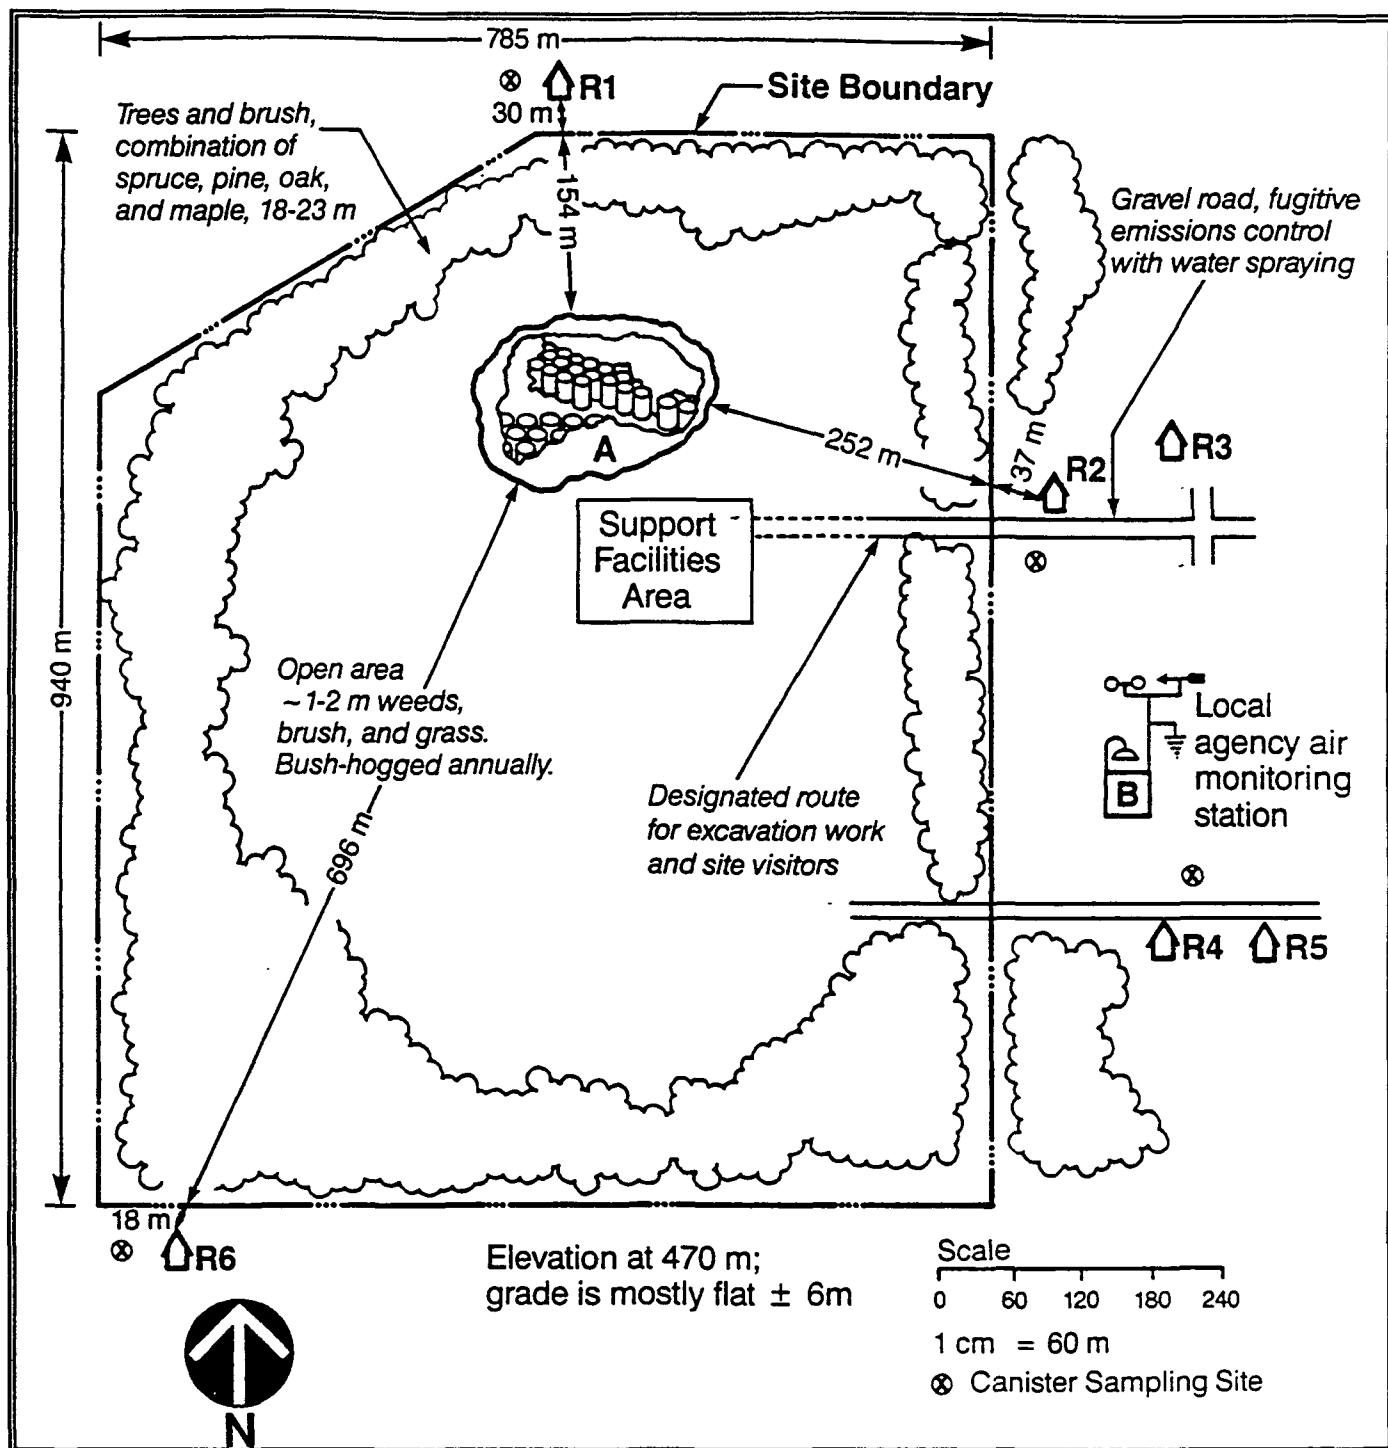 785 m
R1
30 m
Site Boundary
Trees and brush,
combination of
spruce, pine, oak,
and maple, 18-23 m
154 m
Gravel road, fugitive
emissions control
with water spraying
A
252 m
37 m
R2
R3
Support
Facilities
Area
940 m
Open area
~1-2 m weeds,
brush, and grass.
Bush-hogged annually.
696 m
Designated route
for excavation work
and site visitors
Local
agency air
monitoring
station
B
R4
R5
18 m
R6
Elevation at 470 m;
grade is mostly flat ± 6m
Scale
0 60 120 180 240
1 cm = 60 m
Canister Sampling Site
N